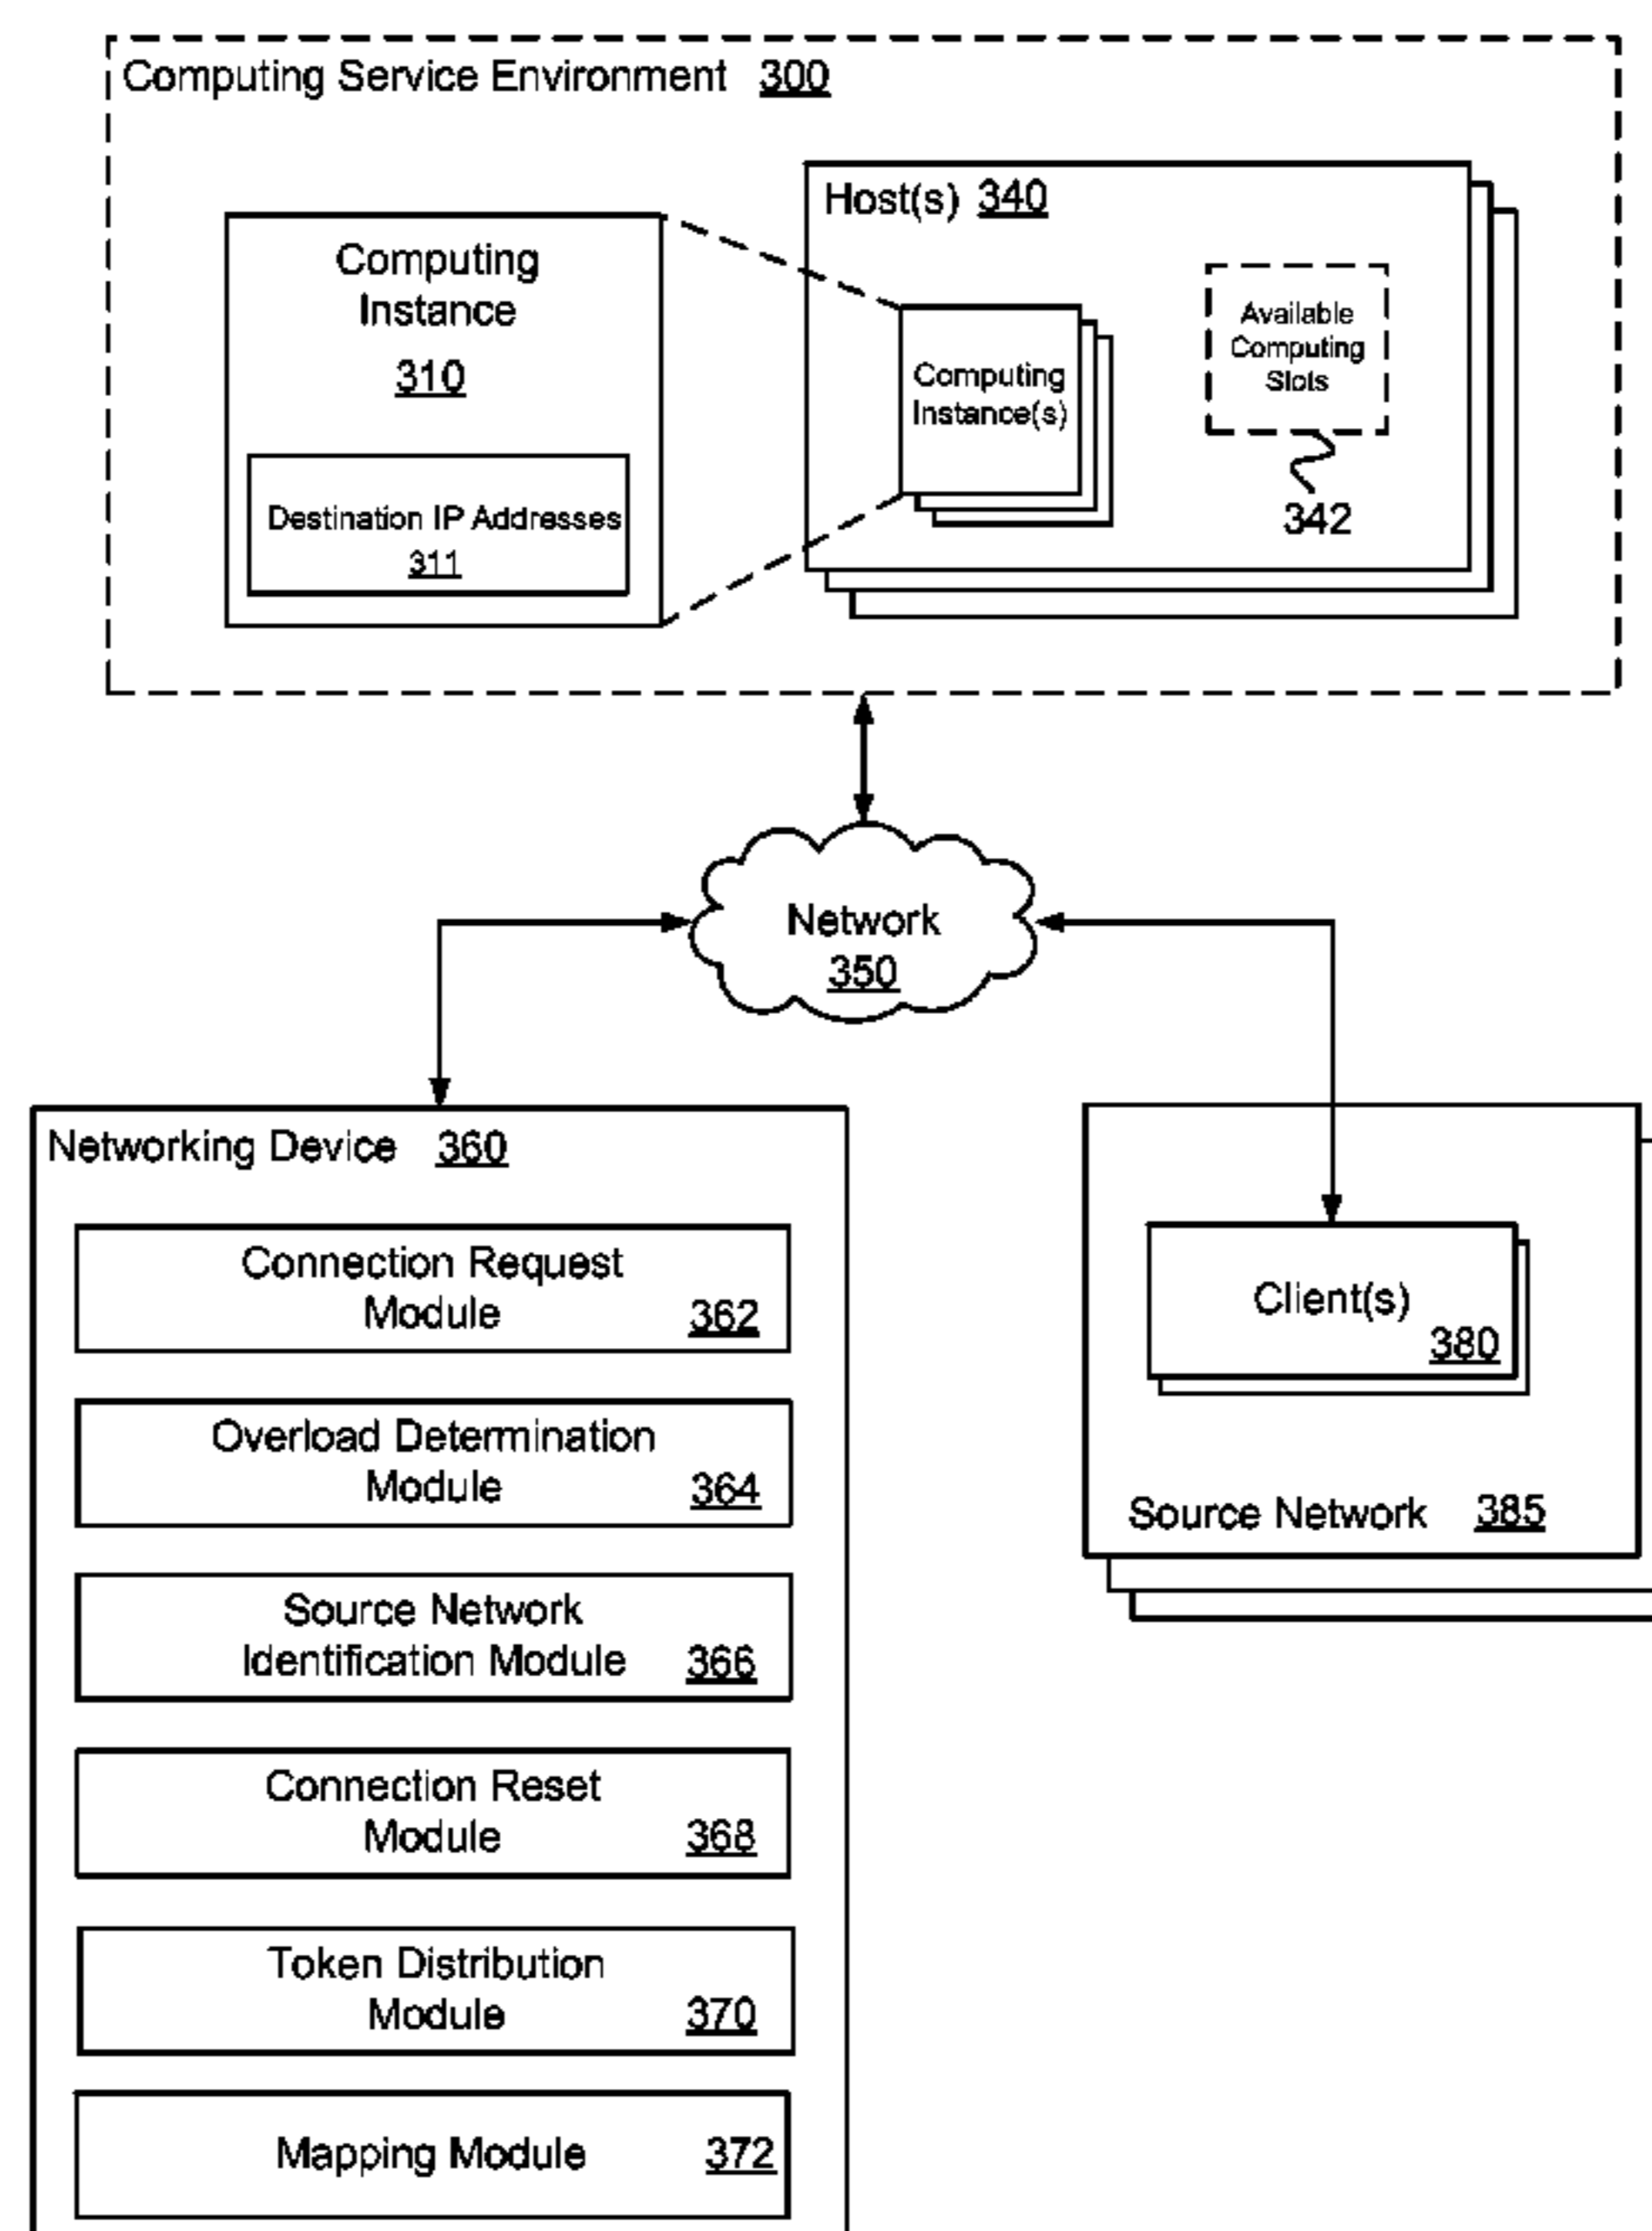 Computing Service Environment 300
Host(s) 340
Computing
Instance
310
Destination IP Addresses
311
Computing
Instance(s)
Available
Computing
Slots
342
Network
350
Networking Device 360
Connection Request
Module 362
Overload Determination
Module 364
Source Network
Identification Module 366
Connection Reset
Module 368
Token Distribution
Module 370
Mapping Module 372
Client(s)
380
Source Network 385